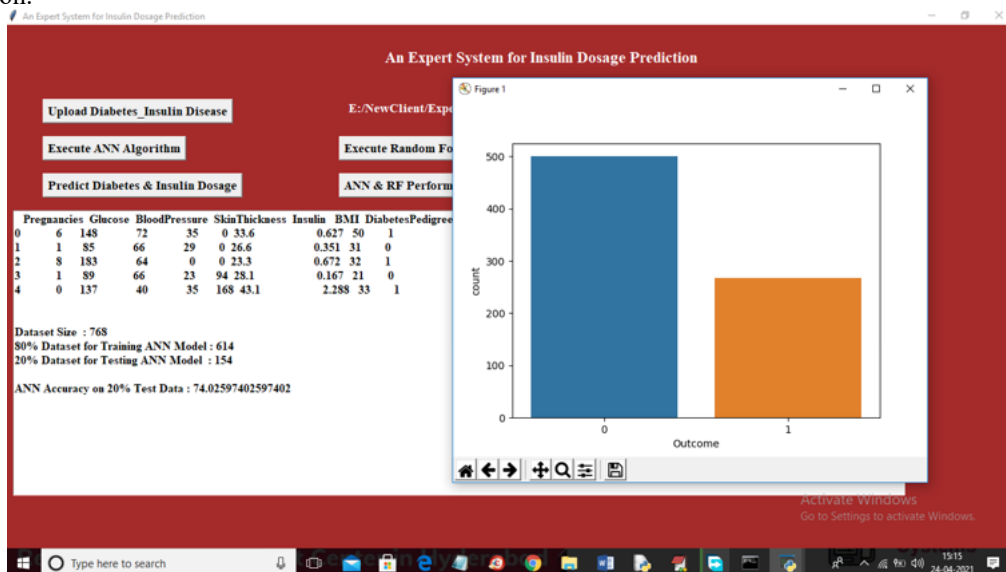 on.
An Expert System for Insulin Dosage Prediction
An Expert System for Insulin Dosage Prediction
Upload Diabetes_Insulin Disease
E:/NewClient/Expe
Execute ANN Algorithm
Execute Random Fo
Predict Diabetes & Insulin Dosage
ANN & RF Perform
Pregnancies Glucose BloodPressure SkinThickness Insulin BMI DiabetesPedigree
0 6 148 72 35 0 33.6 0.627 50 1
1 1 85 66 29 0 26.6 0.351 31 0
2 8 183 64 0 0 23.3 0.672 32 1
3 1 89 66 23 94 28.1 0.167 21 0
4 0 137 40 35 168 43.1 2.288 33 1
Dataset Size : 768
80% Dataset for Training ANN Model : 614
20% Dataset for Testing ANN Model : 154
ANN Accuracy on 20% Test Data : 74.02597402597402
Figure 1
500
400
300
200
100
0
count
0 1
Outcome
Activate Windows
Go to Settings to activate Windows.
Type here to search
15:15
24-04-2021